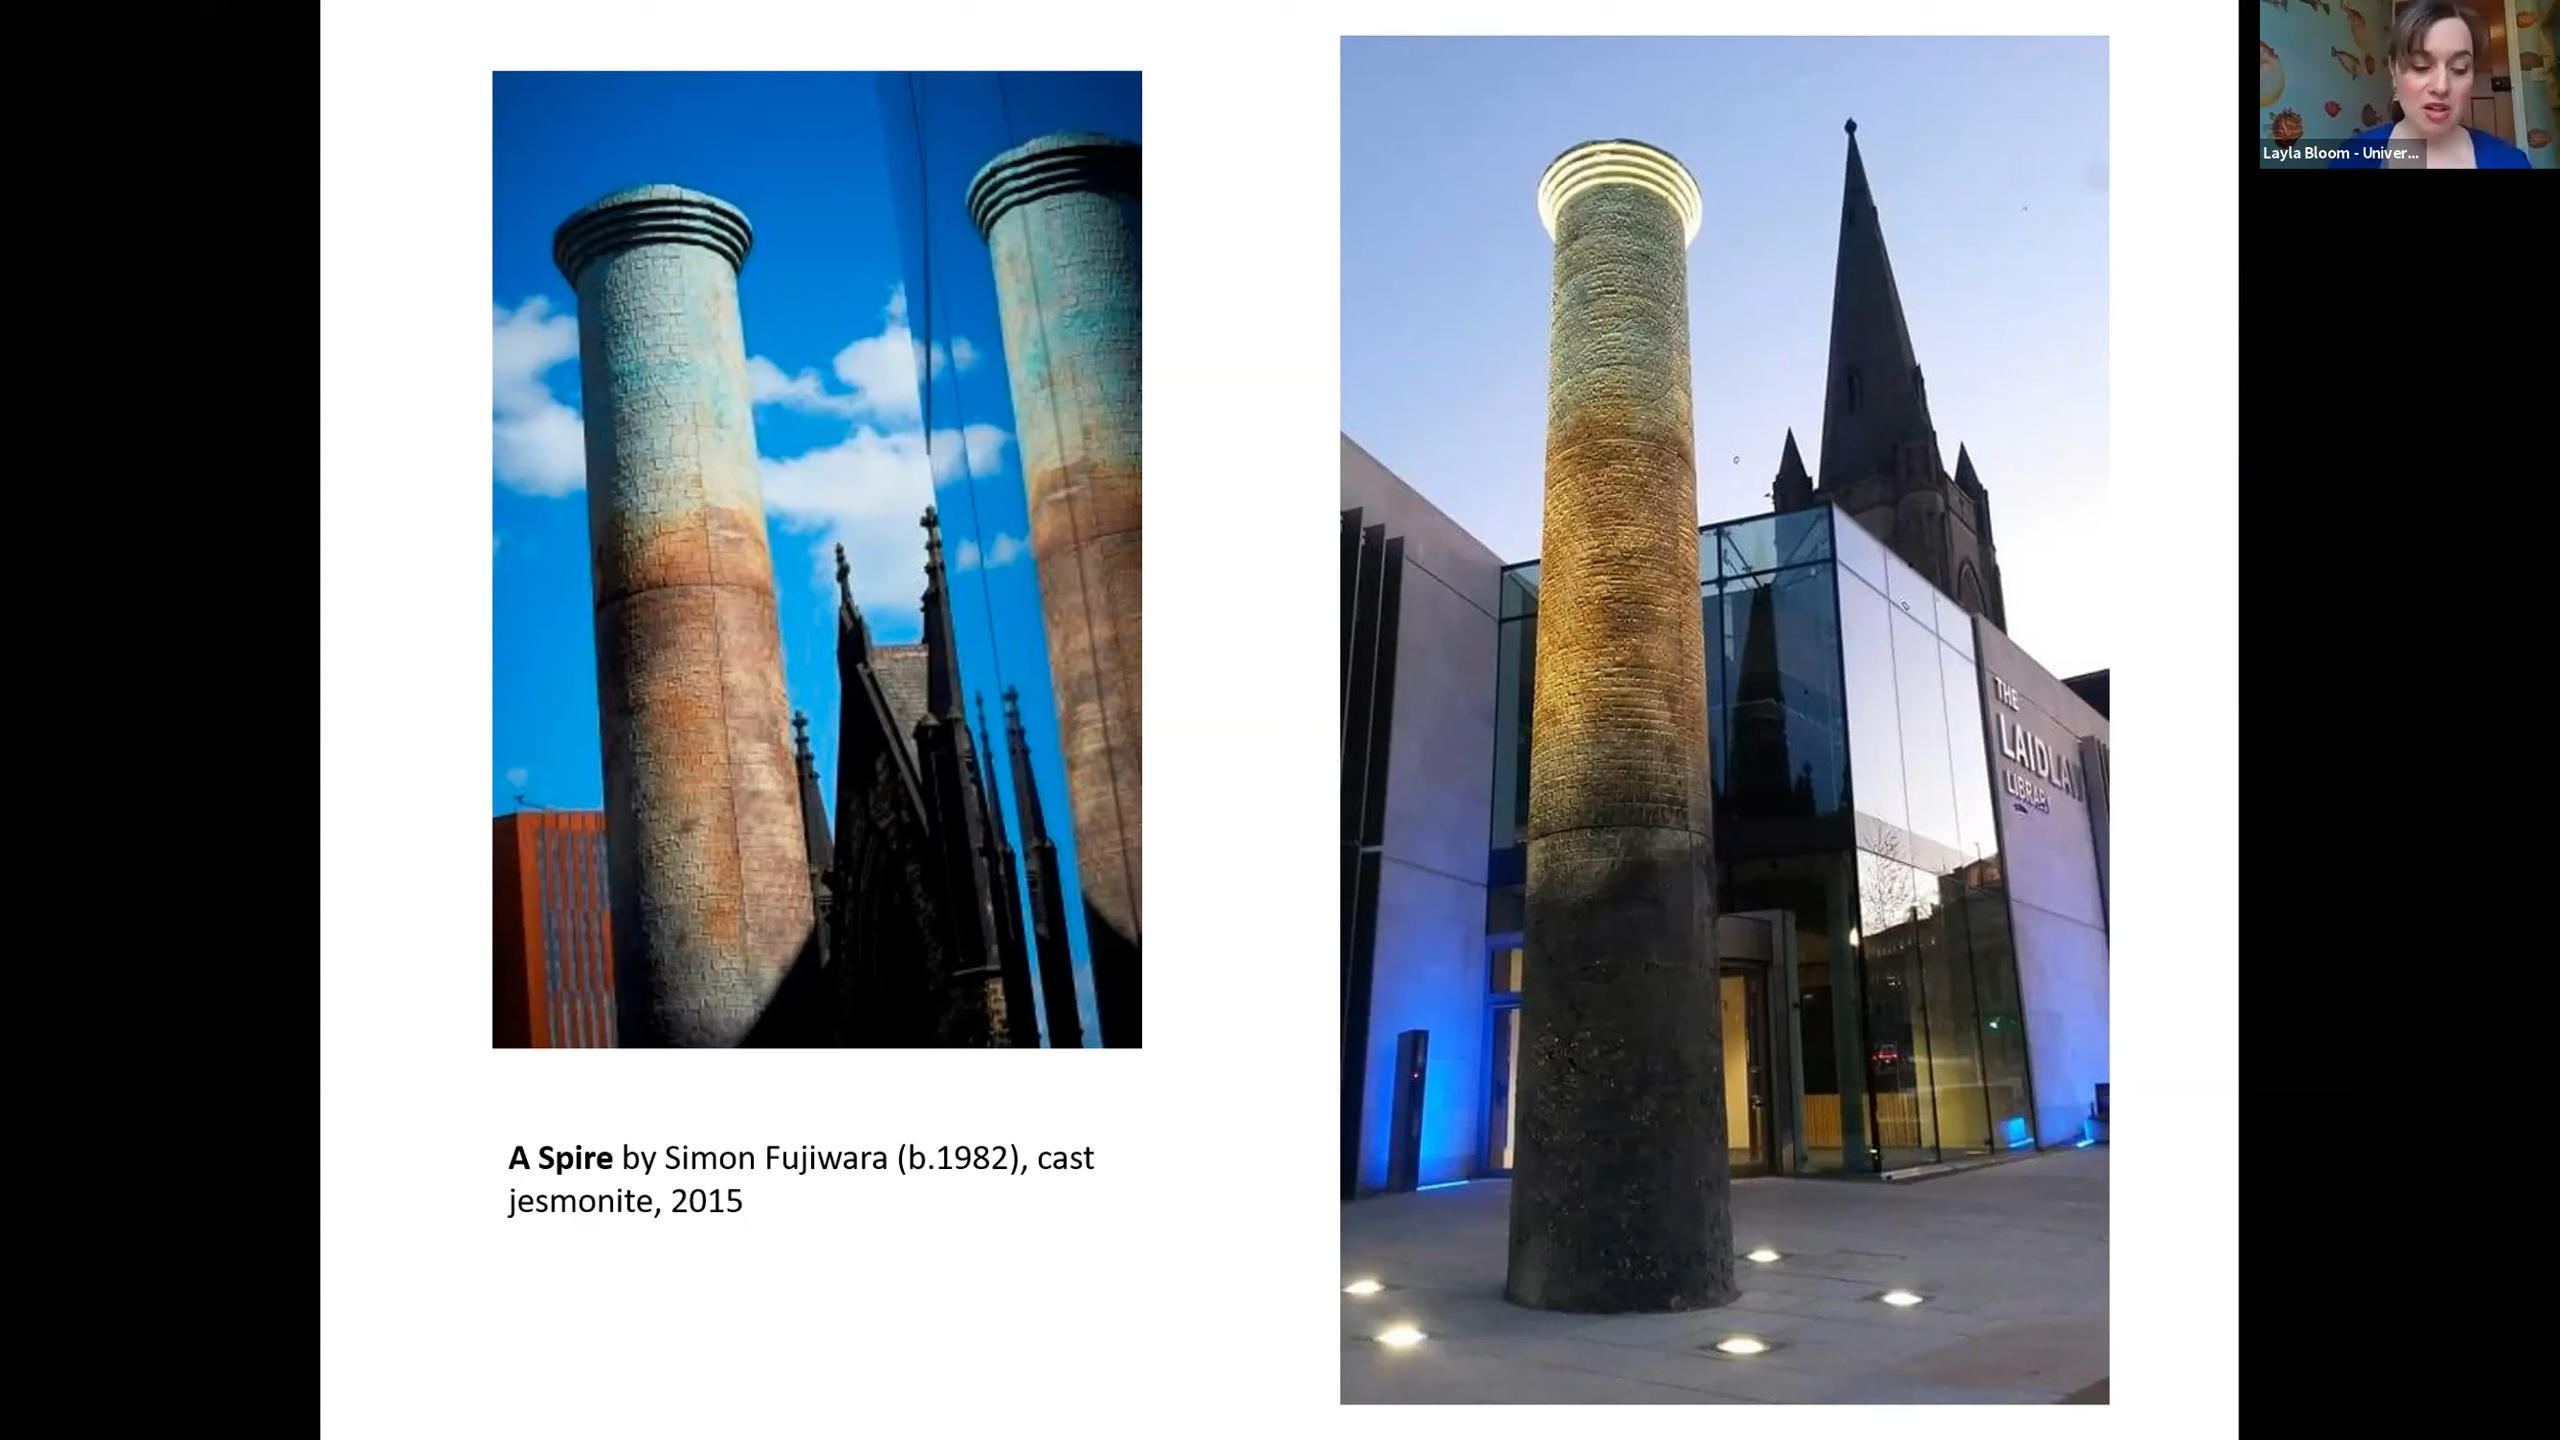 A Spire by Simon Fujiwara (b.1982), cast
jesmonite, 2015
THE
LAIDLAW
LIBRARY
Layla Bloom - Univer...